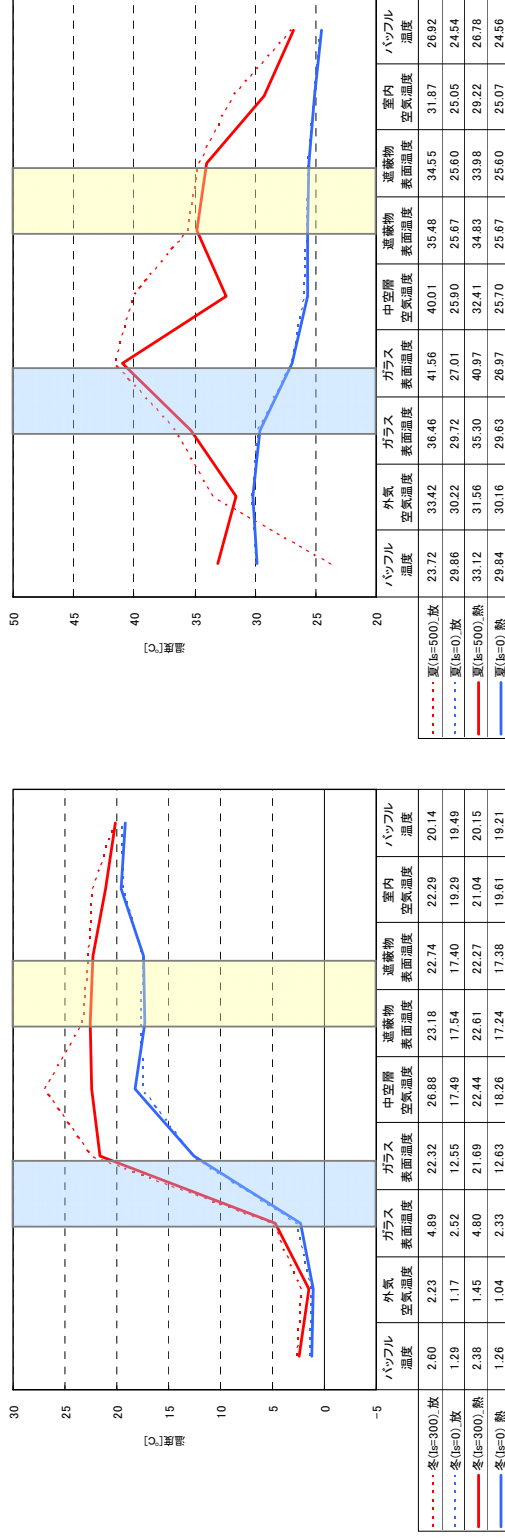 30
25
20
15
10
5
0
-5
温度[℃]
バッフル 外気 ガラス ガラス 中空層 遮蔽物 遮蔽物 室内 バッフル
温度 空気温度 表面温度 表面温度 空気温度 表面温度 表面温度 空気温度 温度
冬(Is=300)_放 2.60 2.23 4.89 22.32 26.88 23.18 22.74 22.29 20.14
冬(Is=0)_放 1.29 1.17 2.52 12.55 17.49 17.54 17.40 19.29 19.49
冬(Is=300)_熱 2.38 1.45 4.80 21.69 22.44 22.61 22.27 21.04 20.15
冬(Is=0)_熱 1.26 1.04 2.33 12.63 18.26 17.24 17.38 19.61 19.21
50
45
40
35
30
25
20
温度[℃]
バッフル 外気 ガラス ガラス 中空層 遮蔽物 遮蔽物 室内 バッフル
温度 空気温度 表面温度 表面温度 空気温度 表面温度 表面温度 空気温度 温度
夏(Is=500)_放 23.72 33.42 36.46 41.56 40.01 35.48 34.55 31.87 26.92
夏(Is=0)_放 29.86 30.22 29.72 27.01 25.90 25.67 25.60 25.05 24.54
夏(Is=500)_熱 33.12 31.56 35.30 40.97 32.41 34.83 33.98 29.22 26.78
夏(Is=0)_熱 29.84 30.16 29.63 26.97 25.70 25.67 25.60 25.07 24.56